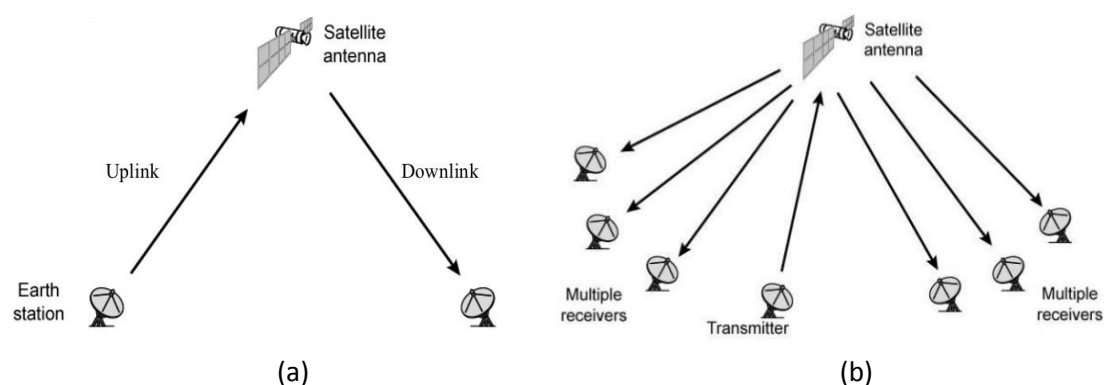 Satellite
antenna
Uplink
Downlink
Earth
station
(a)
Satellite
antenna
Multiple
receivers
Transmitter
Multiple
receivers
(b)